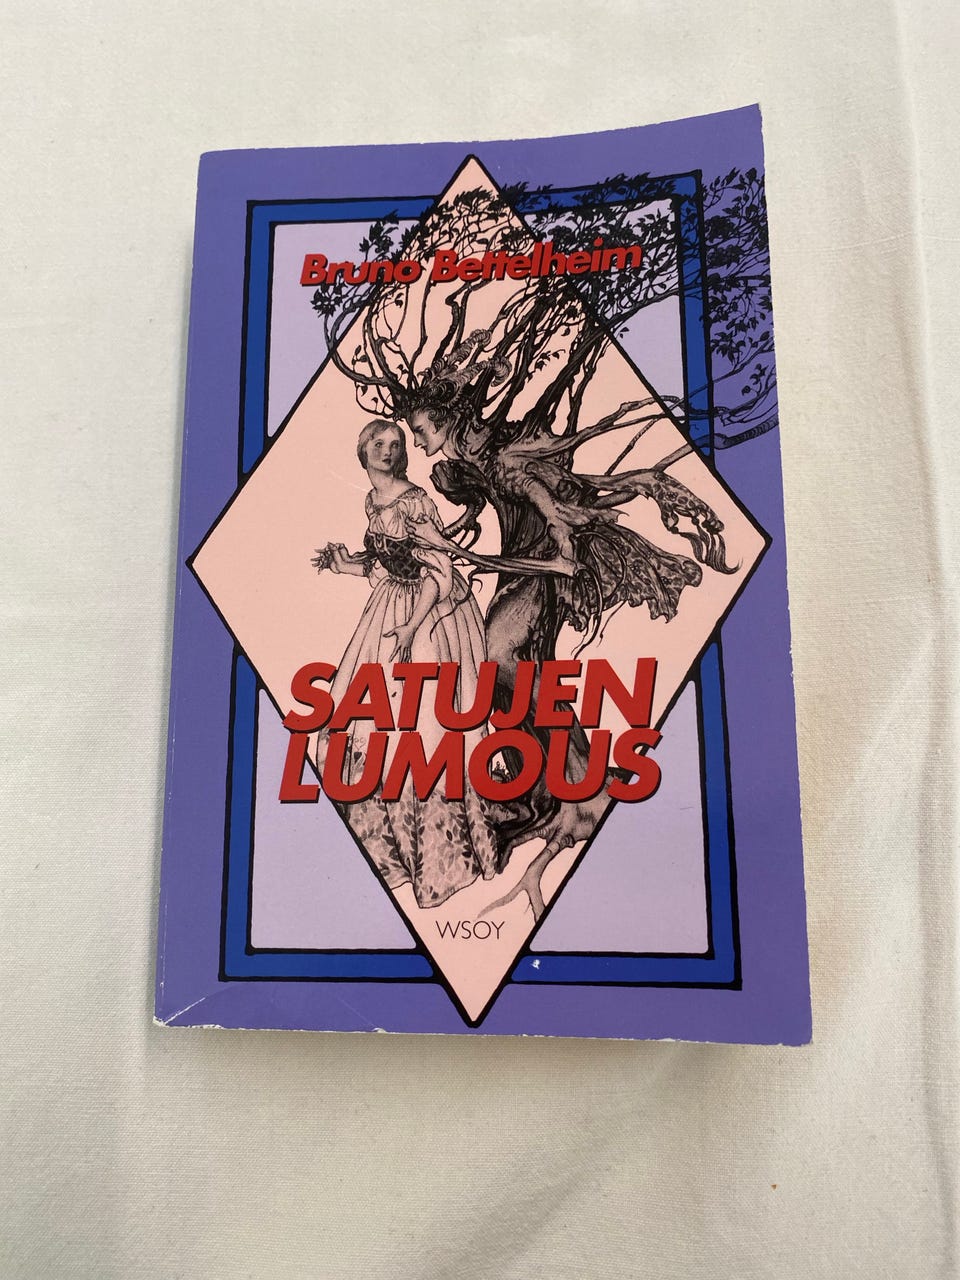 Bruno Bettelheim
SATUJEN
LUMOUS
WSOY